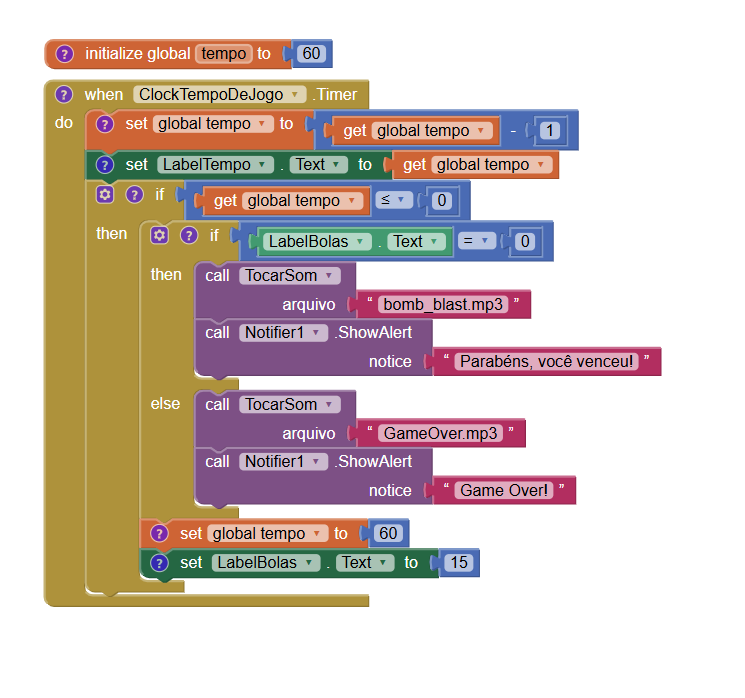 ? initialize global tempo to 60
? when ClockTempoDeJogo .Timer
do ? set global tempo to get global tempo - 1
? set LabelTempo . Text to get global tempo
? if get global tempo ≤ 0
then ? if LabelBolas . Text = 0
then call TocarSom
arquivo “ bomb_blast.mp3 ”
call Notifier1 .ShowAlert
notice “ Parabéns, você venceu! ”
else call TocarSom
arquivo “ GameOver.mp3 ”
call Notifier1 .ShowAlert
notice “ Game Over! ”
? set global tempo to 60
? set LabelBolas . Text to 15